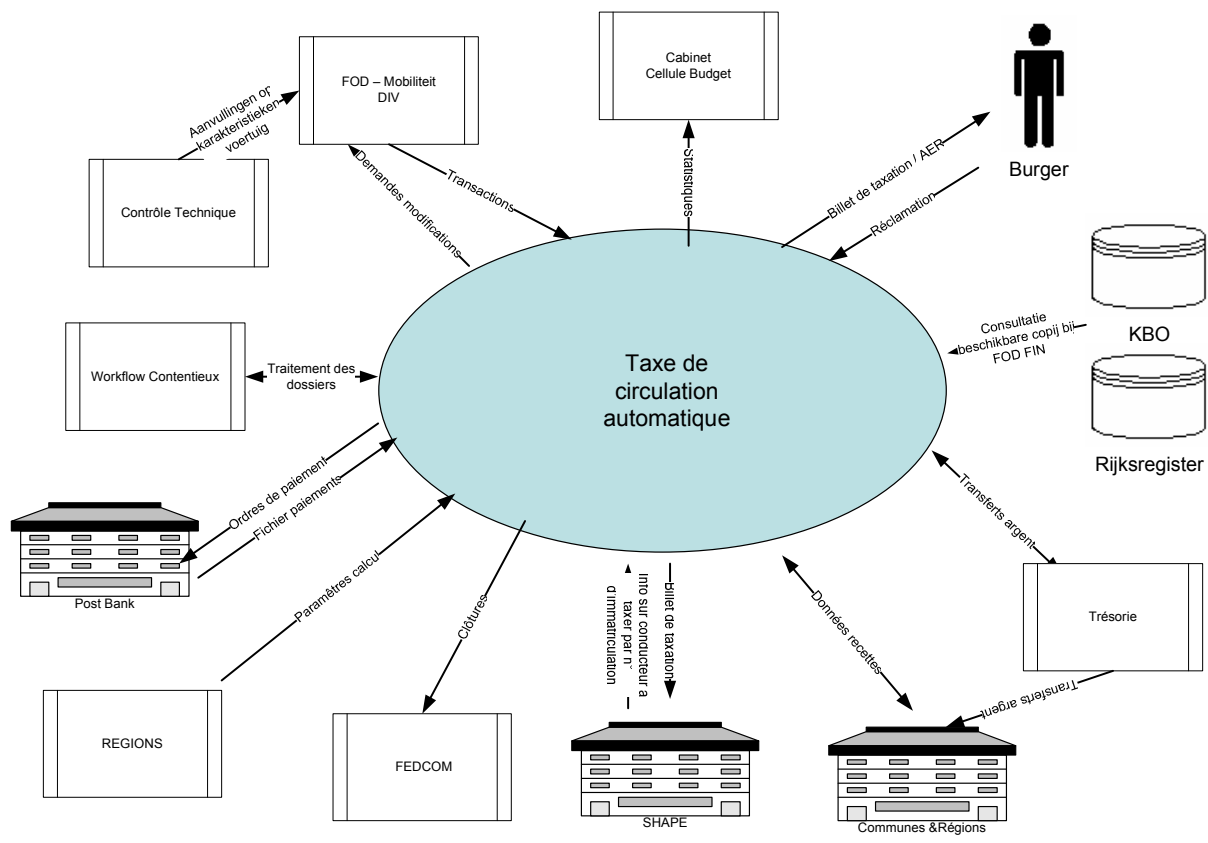 FOD – Mobiliteit
DIV
Cabinet
Cellule Budget
Burger
Aanvullingen op
karakteristieken
voertuig
Contrôle Technique
Demandes modifications
Transactions
Statistiques
Billet de taxation / AER
Réclamation
KBO
Consultatie
beschikbare copij bij
FOD FIN
Rijksregister
Workflow Contentieux
Traitement des
dossiers
Taxe de
circulation
automatique
Ordres de paiement
Fichier paiements
Post Bank
Paramètres calcul
REGIONS
Clôtures
FEDCOM
Info sur conducteur à
taxer par n°
d'immatriculation
Billet de taxation
SHAPE
Données recettes
Transferts argent
Trésorie
Transferts argent
Communes &Régions